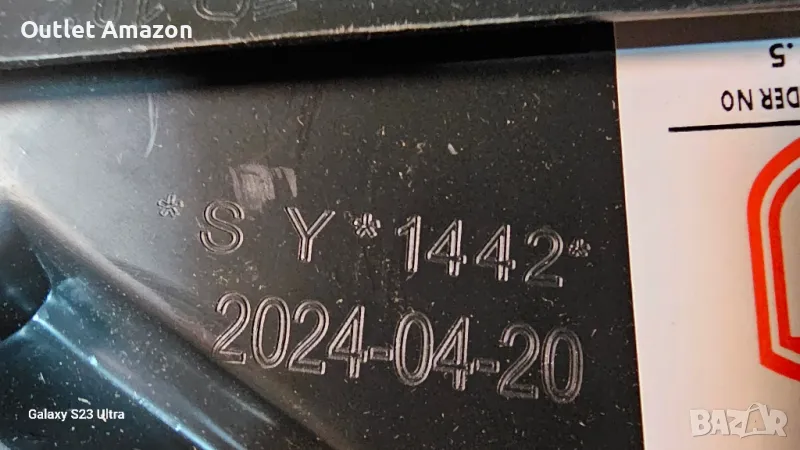 Outlet Amazon
.5
DER NO
*S Y*1442*
2024-04-20
Galaxy S23 Ultra
BAZAR